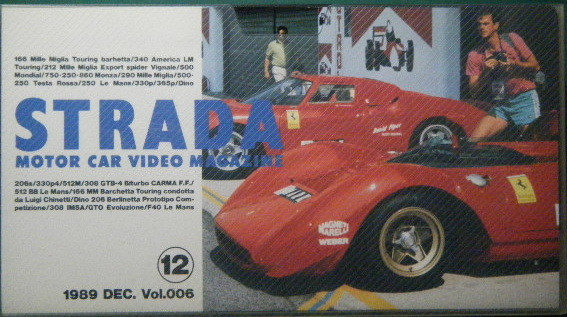 166 Mille Miglia Touring barhetta/340 America LM
Touring/212 Mille Miglia Esport spider Vignale/500
Mondial/750-250-860 Monza/290 Mille Miglia/500-
250 Testa Rossa/250 Le Mans/330p/365p/Dino
STRADA
MOTOR CAR VIDEO MAGAZINE
206s/330p4/512M/308 GTB-4 Biturbo CARMA F.F./
512 BB Le Mans/166 MM Barchetta Touring condotta
da Luigi Chinetti/Dino 206 Berlinetta Prototipo Com-
petizione/308 IMSA/GTO Evoluzione/F40 Le Mans
12
1989 DEC. Vol.006
David Piper
MAGNETI
MARELLI
WEBER